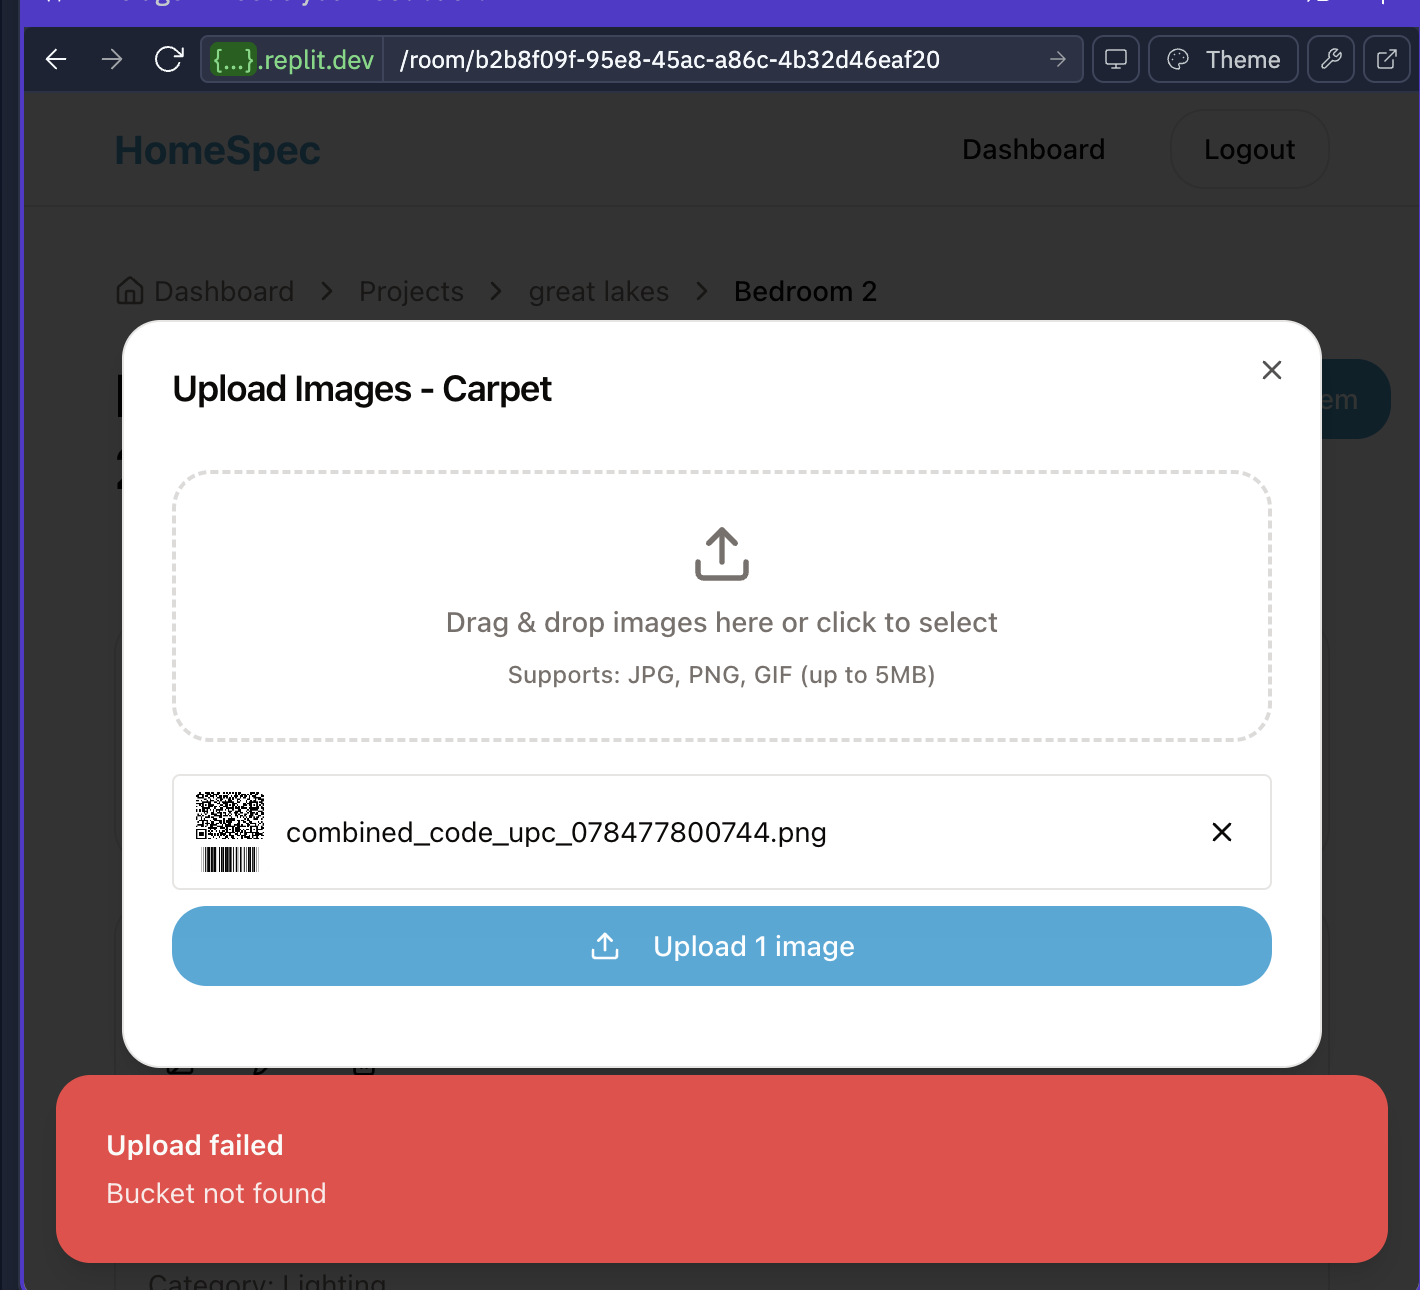 {...}.replit.dev /room/b2b8f09f-95e8-45ac-a86c-4b32d46eaf20
Theme
HomeSpec
Dashboard
Logout
Dashboard > Projects > great lakes > Bedroom 2
em
Upload Images - Carpet
Drag & drop images here or click to select
Supports: JPG, PNG, GIF (up to 5MB)
combined_code_upc_078477800744.png
Upload 1 image
Upload failed
Bucket not found
Category: Lighting